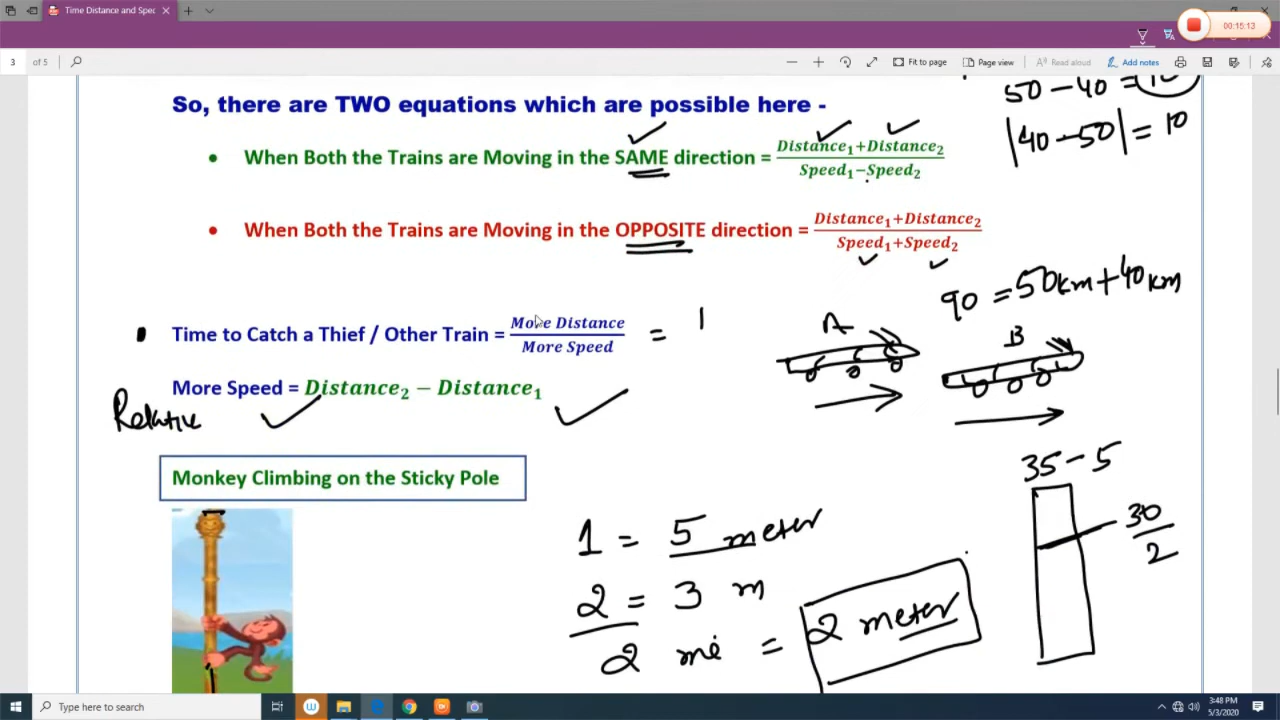 Time Distance and Spee
00:15:13
3 of 5
Fit to page
Page view
Read aloud
Add notes
50 - 40 = 10
|40 - 50| = 10
So, there are TWO equations which are possible here -
When Both the Trains are Moving in the SAME direction = Distance1+Distance2 / Speed1−Speed2
When Both the Trains are Moving in the OPPOSITE direction = Distance1+Distance2 / Speed1+Speed2
90 = 50km + 40km
A
B
Time to Catch a Thief / Other Train = More Distance / More Speed = 1
More Speed = Distance2 − Distance1
Relative
Monkey Climbing on the Sticky Pole
35 - 5
30 / 2
1 = 5 meter
2 = 3 m
2 me = 2 meter
Type here to search
3:48 PM
5/3/2020